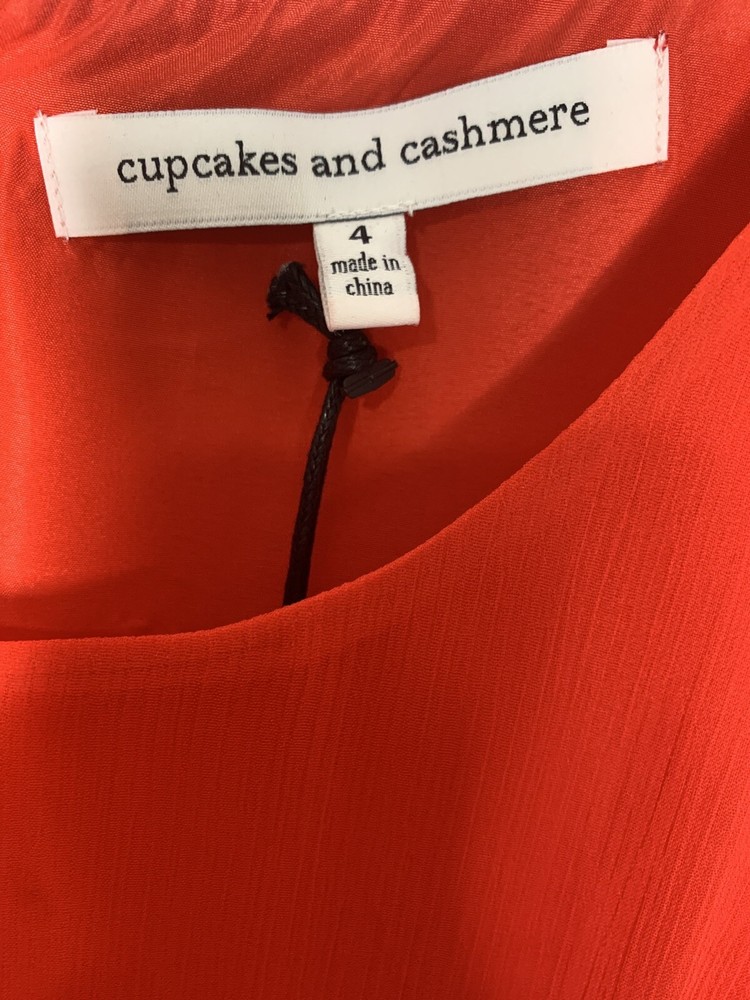 cupcakes and cashmere
4
made in
china